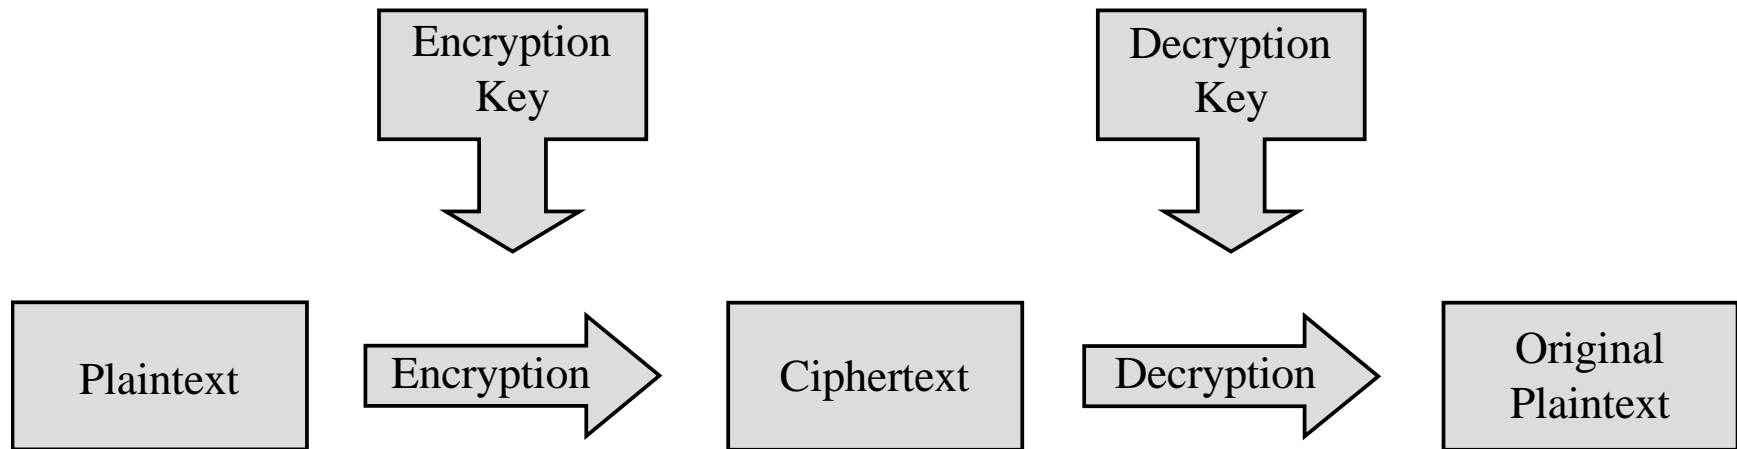 Encryption
Key
Decryption
Key
Plaintext
Encryption
Ciphertext
Decryption
Original
Plaintext